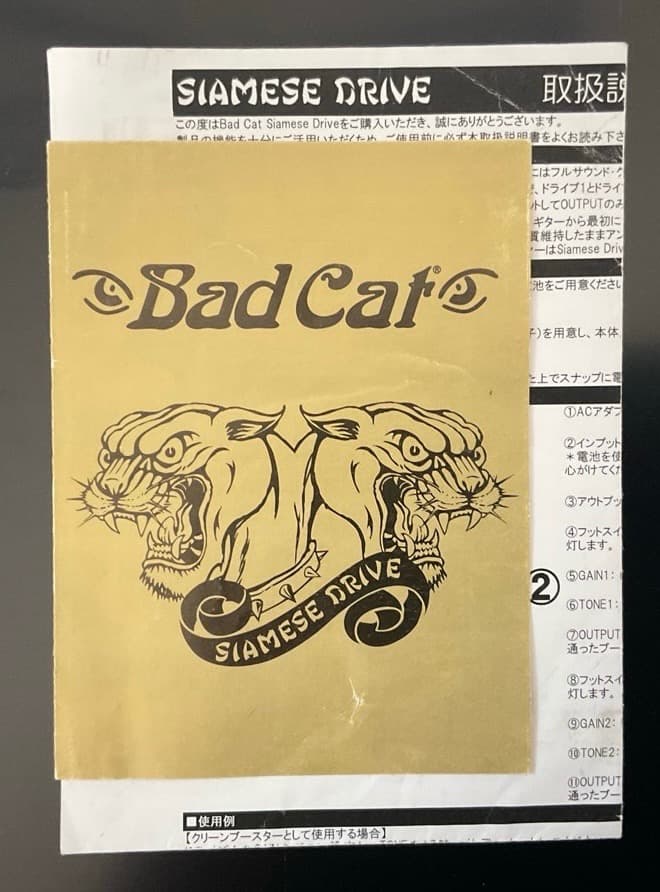 SIAMESE DRIVE 取扱説
この度はBad Cat Siamese Driveをご購入いただき、誠にありがとうございます。
製品の機能を十分にご活用いただくため、ご使用前に必ず本取扱説明書をよくお読み下さ
にはフルサウンド・
、ドライブ1とドライ
ットしてOUTPUTのみ
ギターから最初に
質維持したままアン
ーはSiamese Driv
池をご用意ください
子)を用意し、本体
た上でスナップに電
Bad Cat®
SIAMESE DRIVE
①ACアダプ
②インプット
＊電池を使
心がけてくだ
③アウトプッ
④フットスイ
灯します。
2
⑤GAIN1:
⑥TONE1:
⑦OUTPUT
通ったブー
⑧フットスイ
灯します。
⑨GAIN2:
⑩TONE2:
⑪OUTPUT
通ったブー
■使用例
【クリーンブースターとして使用する場合】